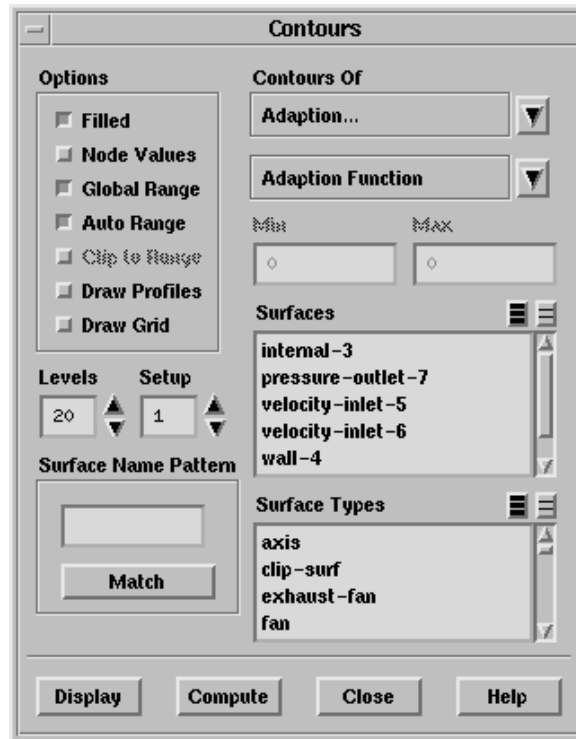 Contours
Options
Filled
Node Values
Global Range
Auto Range
Clip to Range
Draw Profiles
Draw Grid
Levels Setup
20 1
Surface Name Pattern
Match
Contours Of
Adaption...
Adaption Function
Min Max
0 0
Surfaces
internal-3
pressure-outlet-7
velocity-inlet-5
velocity-inlet-6
wall-4
Surface Types
axis
clip-surf
exhaust-fan
fan
Display Compute Close Help